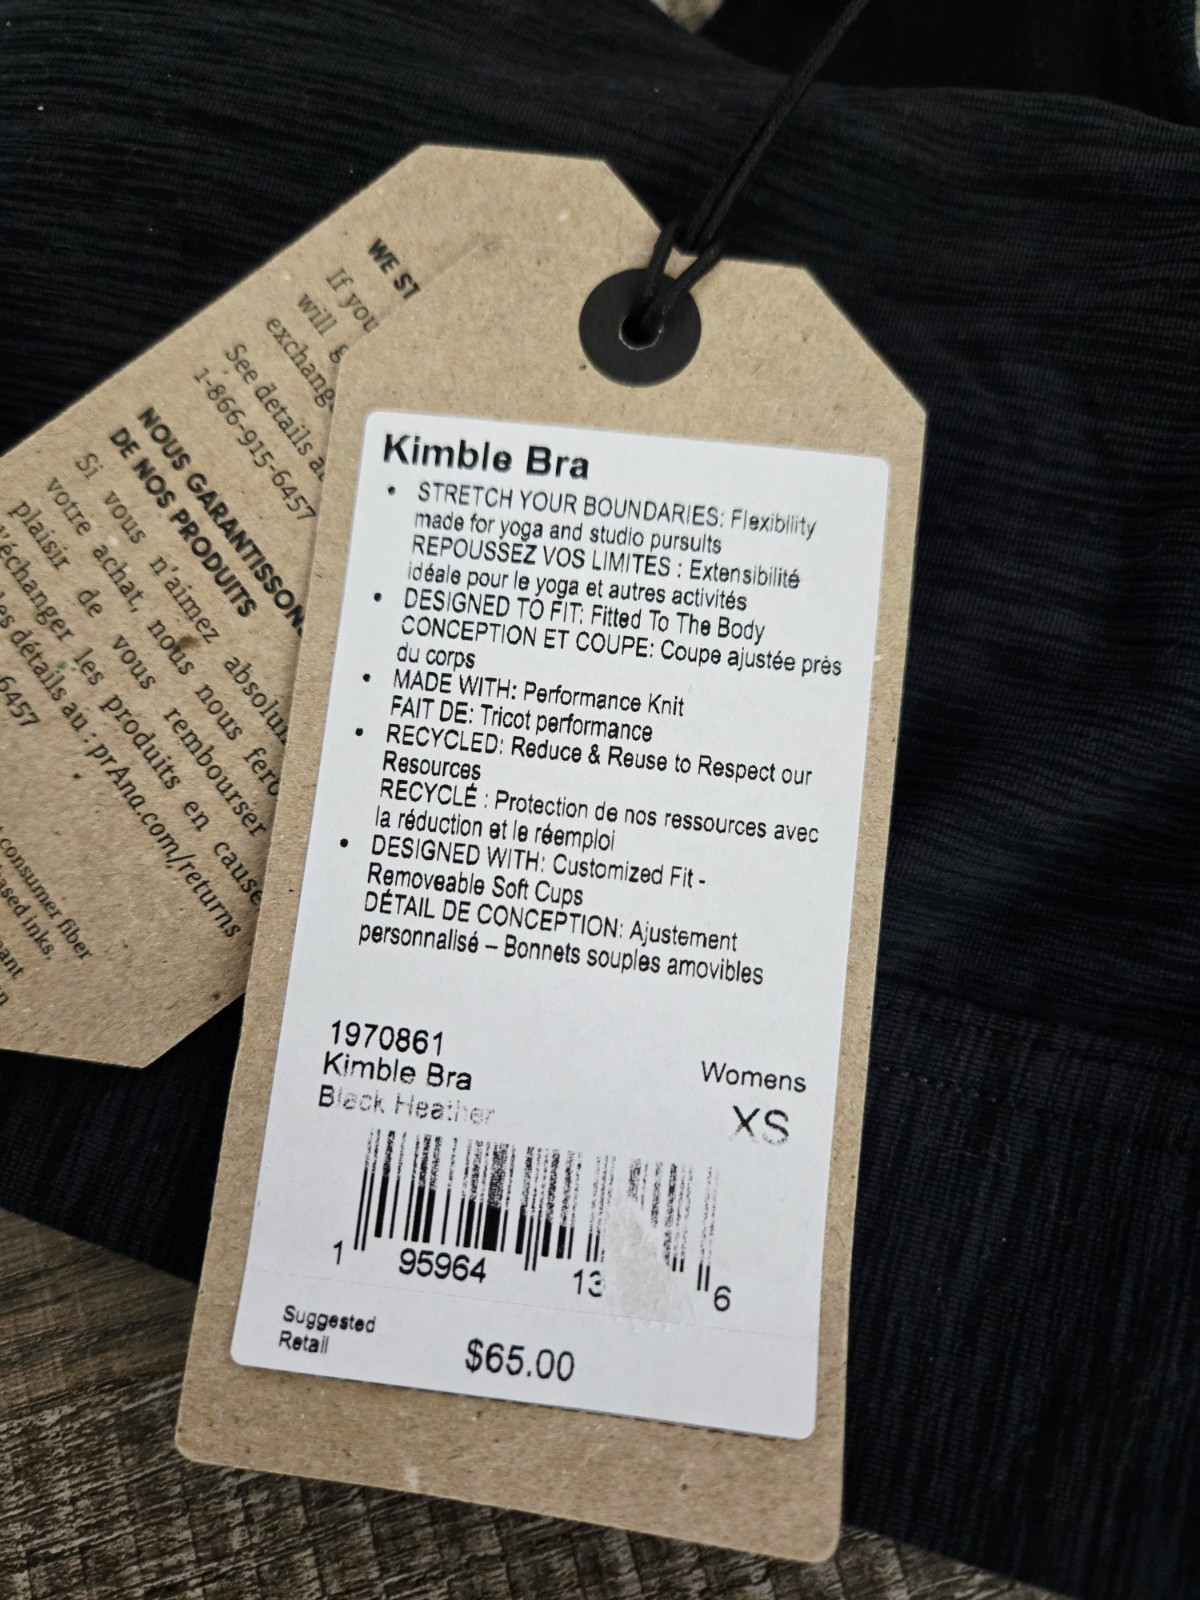 Kimble Bra
• STRETCH YOUR BOUNDARIES: Flexibility
made for yoga and studio pursuits
REPOUSSEZ VOS LIMITES : Extensibilité
idéale pour le yoga et autres activités
• DESIGNED TO FIT: Fitted To The Body
CONCEPTION ET COUPE: Coupe ajustée près
du corps
• MADE WITH: Performance Knit
FAIT DE: Tricot performance
• RECYCLED: Reduce & Reuse to Respect our
Resources
RECYCLÉ : Protection de nos ressources avec
la réduction et le réemploi
• DESIGNED WITH: Customized Fit -
Removeable Soft Cups
DÉTAIL DE CONCEPTION: Ajustement
personnalisé – Bonnets souples amovibles
1970861
Kimble Bra
Black Heather
Womens
XS
1 95964 13 6
Suggested
Retail
$65.00
WE
If you
will
See details
1-866-915-6457
NOUS
DE NOS PRODUITS
Si vous n'aimez
votre achat, nous nous
plaisir de vous rembourser
les produits en
les détails au : prAna.com/returns
6457
consumer fiber
inks.